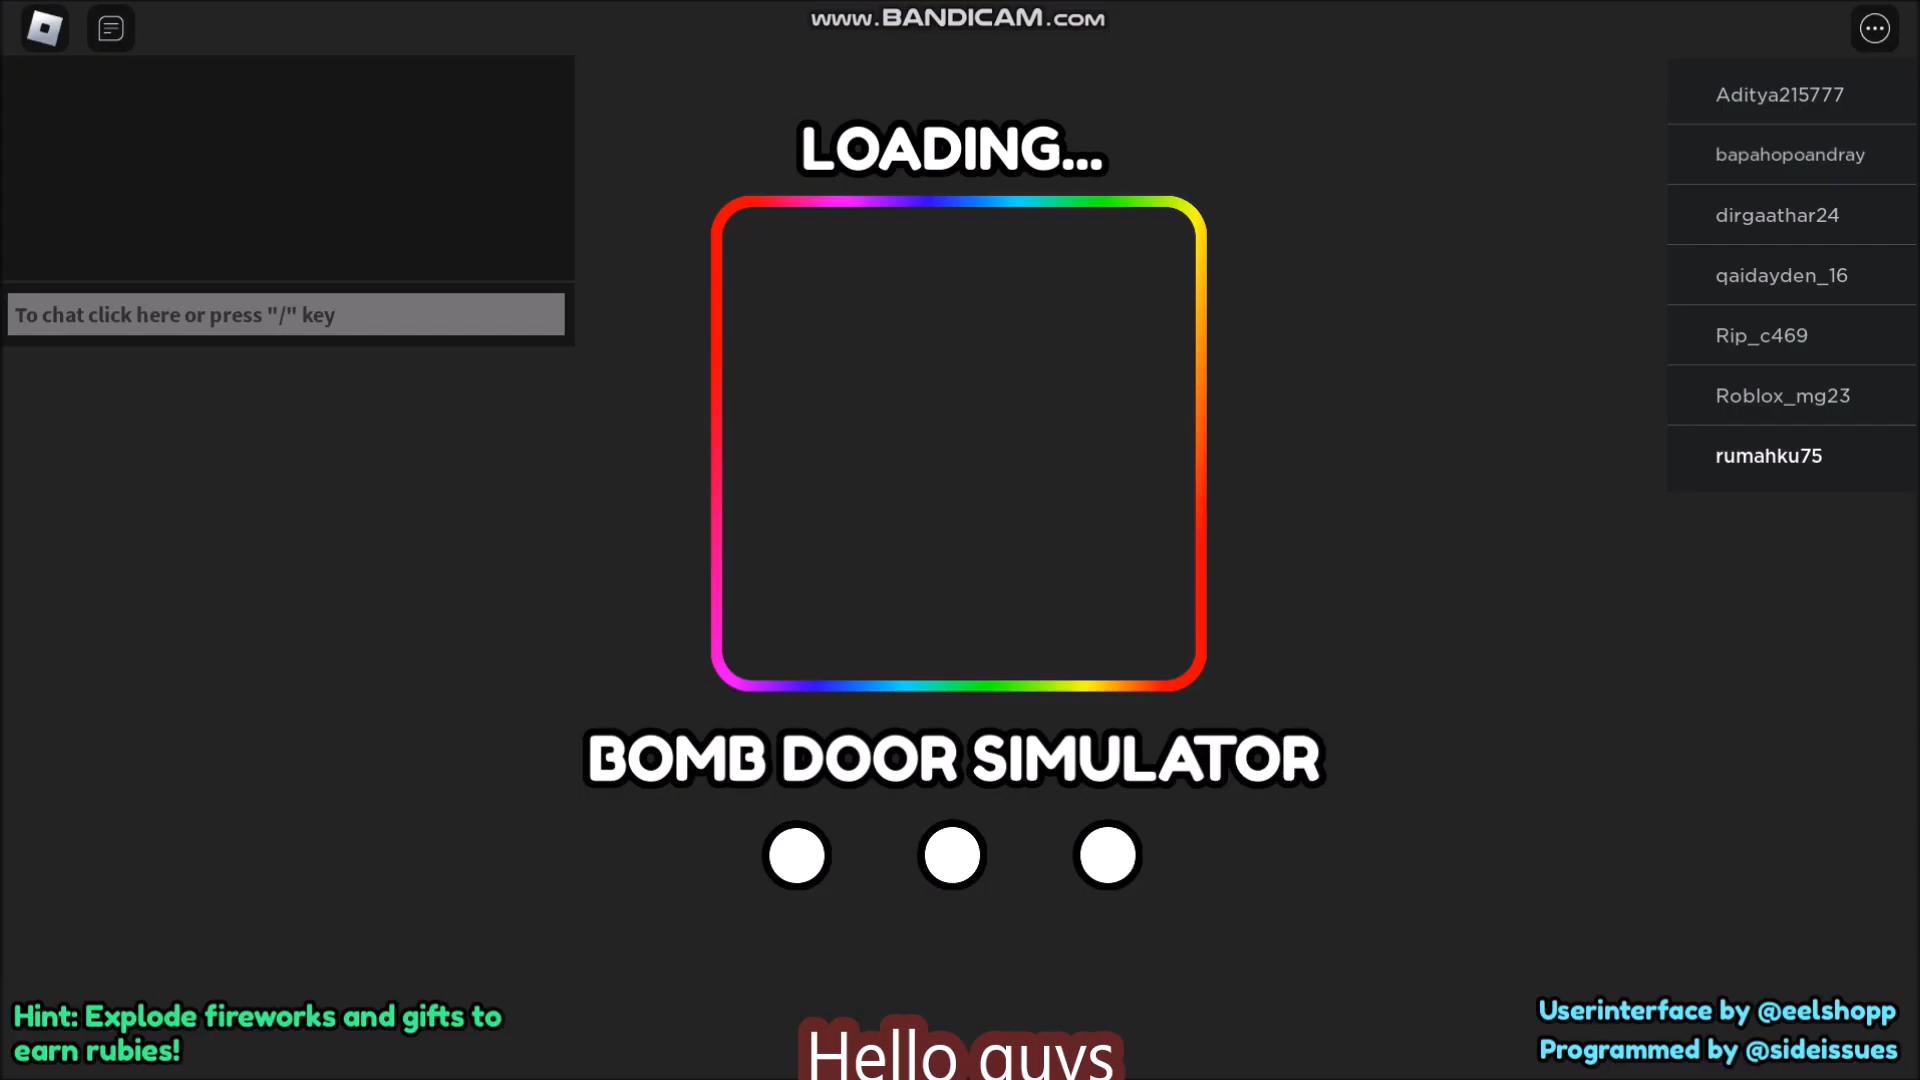 www.BANDICAM.com
LOADING...
To chat click here or press "/" key
Aditya215777
bapahopoandray
dirgaathar24
qaidayden_16
Rip_c469
Roblox_mg23
rumahku75
BOMB DOOR SIMULATOR
Hint: Explode fireworks and gifts to
earn rubies!
Hello guys
Userinterface by @eelshopp
Programmed by @sideissues